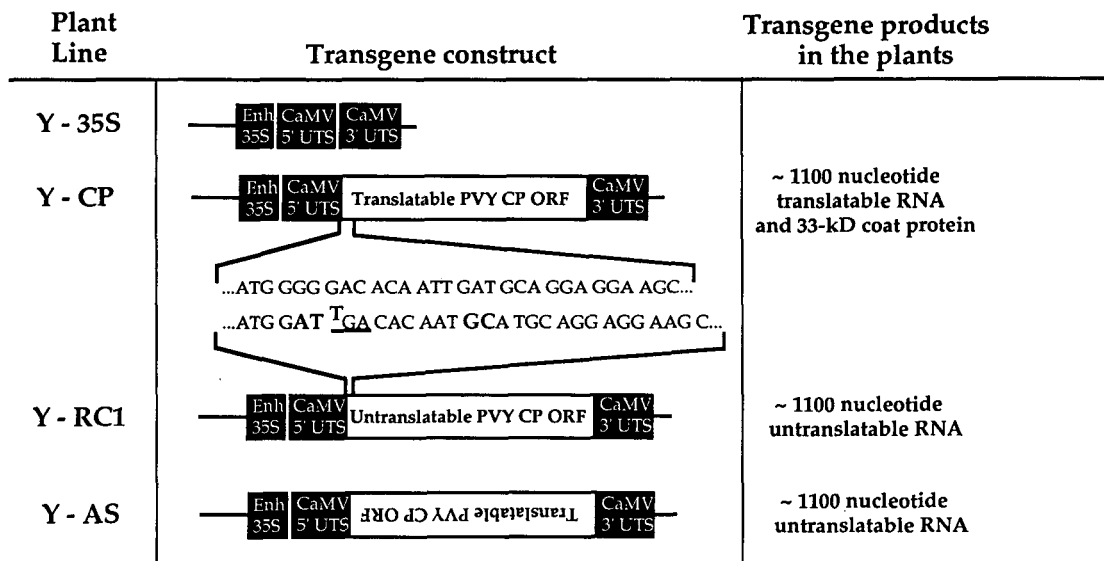 Plant Line
Transgene construct
Transgene products in the plants
Y - 35S
Enh 35S
CaMV 5' UTS
CaMV 3' UTS
Y - CP
Enh 35S
CaMV 5' UTS
Translatable PVY CP ORF
CaMV 3' UTS
~ 1100 nucleotide
translatable RNA
and 33-kD coat protein
...ATG GGG GAC ACA ATT GAT GCA GGA GGA AGC...
...ATG GAT TGA CAC AAT GCA TGC AGG AGG AAG C...
Y - RC1
Enh 35S
CaMV 5' UTS
Untranslatable PVY CP ORF
CaMV 3' UTS
~ 1100 nucleotide
untranslatable RNA
Y - AS
Enh 35S
CaMV 5' UTS
Translatable PVY CP ORF
CaMV 3' UTS
~ 1100 nucleotide
untranslatable RNA